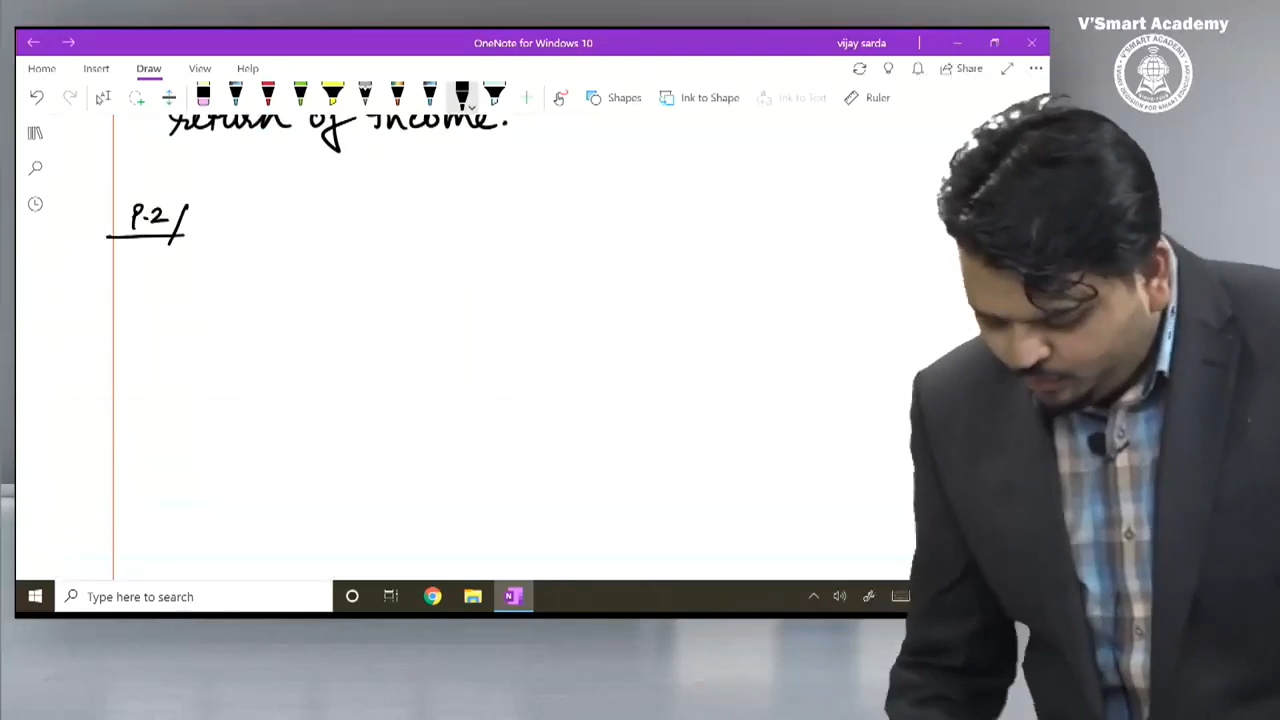 V'Smart Academy
OneNote for Windows 10
vijay sarda
Home Insert Draw View Help
Share
Shapes
Ink to Shape
Ink to Text
Ruler
return of income.
P.2/
Type here to search